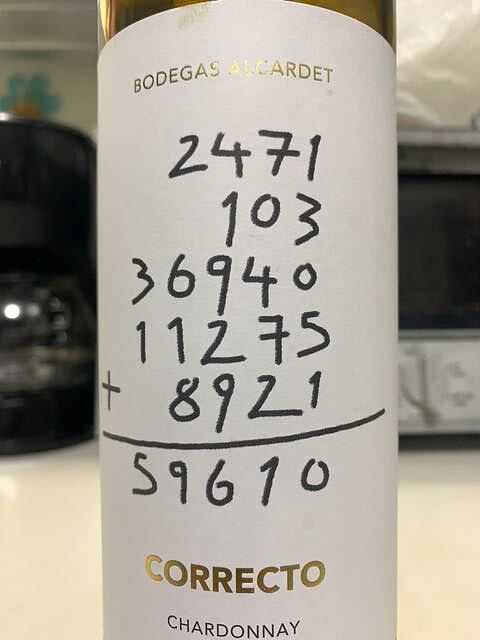 BODEGAS ALCARDET
2471
103
36940
11275
+ 8921
59610
CORRECTO
CHARDONNAY